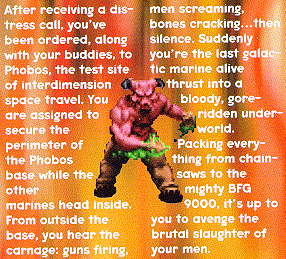 After receiving a dis-
tress call, you've
been ordered, along
with your buddies, to
Phobos, the test site
of interdimension
space travel. You
are assigned to
secure the
perimeter of
the Phobos
base while the
other
marines head inside.
From outside the
base, you hear the
carnage: guns firing,
men screaming,
bones cracking...then
silence. Suddenly
you're the last galac-
tic marine alive
thrust into a
bloody, gore-
ridden under-
world.
Packing every-
thing from chain-
saws to the
mighty BFG
9000, it's up to
you to avenge the
brutal slaughter of
your men.